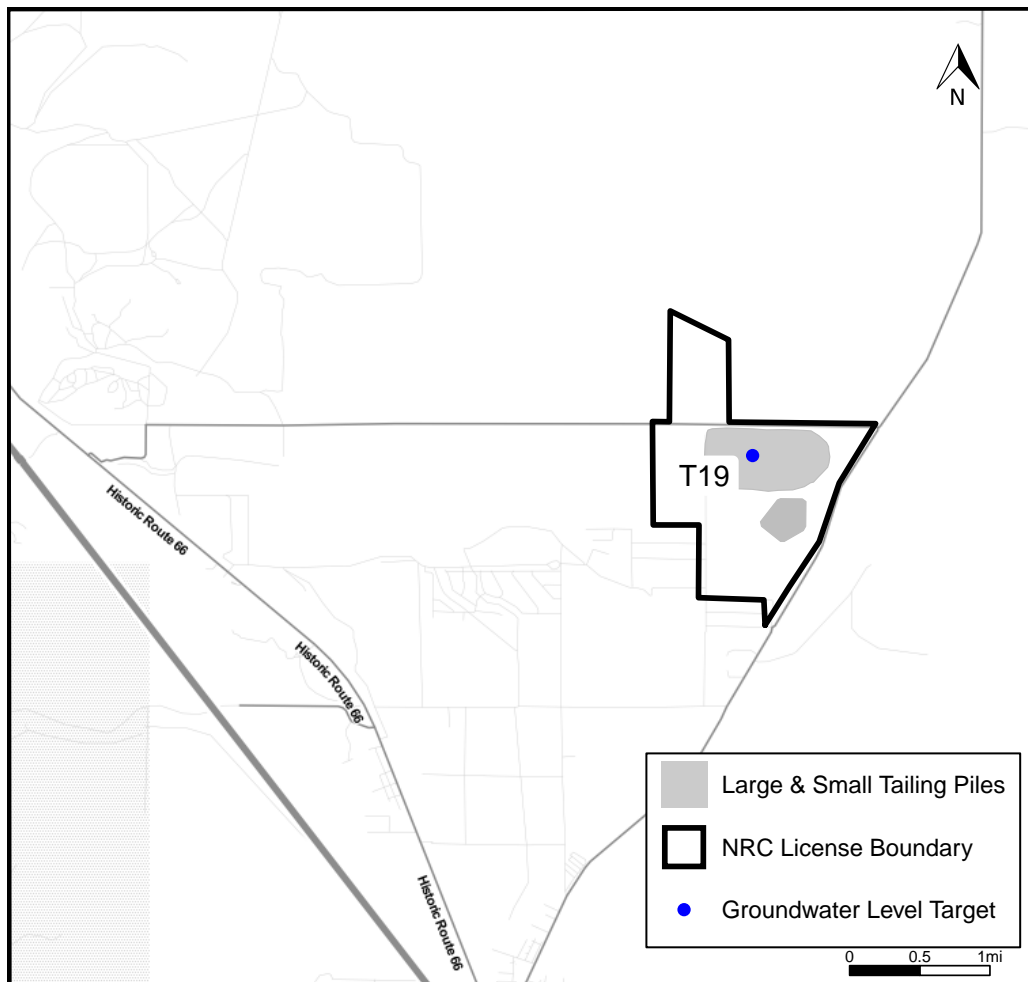 N
T19
Historic Route 66
Historic Route 66
Historic Route 66
Large & Small Tailing Piles
NRC License Boundary
Groundwater Level Target
0 0.5 1mi